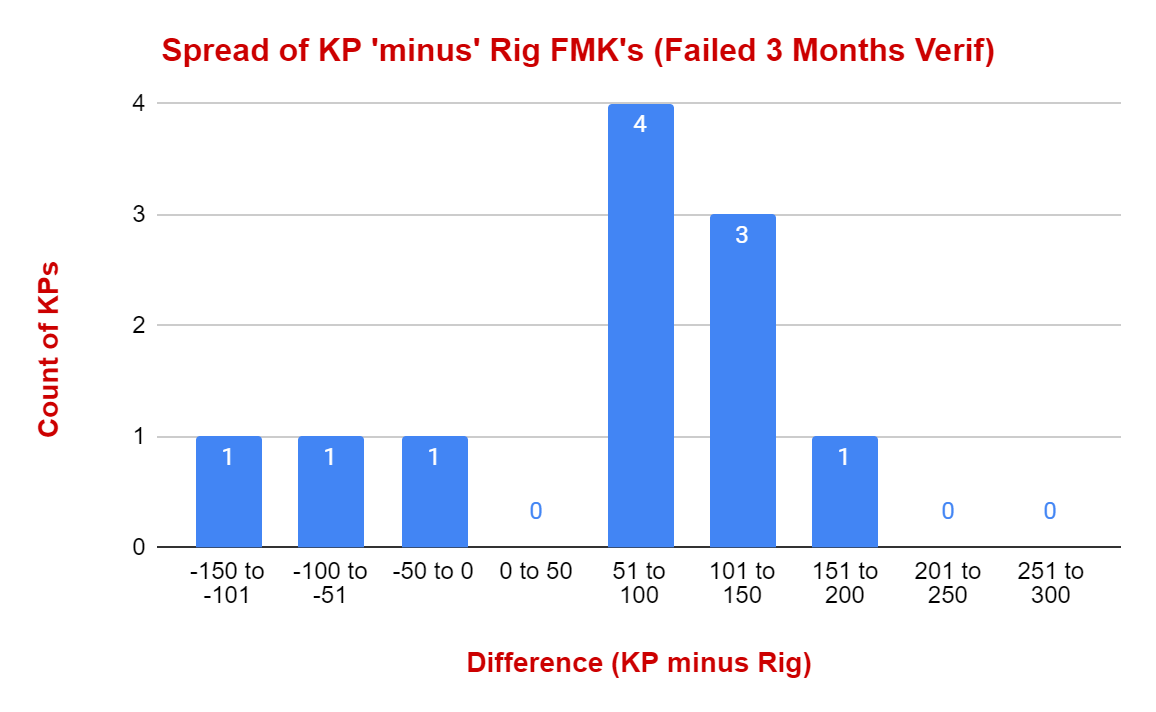 Spread of KP 'minus' Rig FMK's (Failed 3 Months Verif)
Count of KPs
4
3
2
1
0
1
1
1
0
4
3
1
0
0
-150 to
-101
-100 to
-51
-50 to 0
0 to 50
51 to
100
101 to
150
151 to
200
201 to
250
251 to
300
Difference (KP minus Rig)